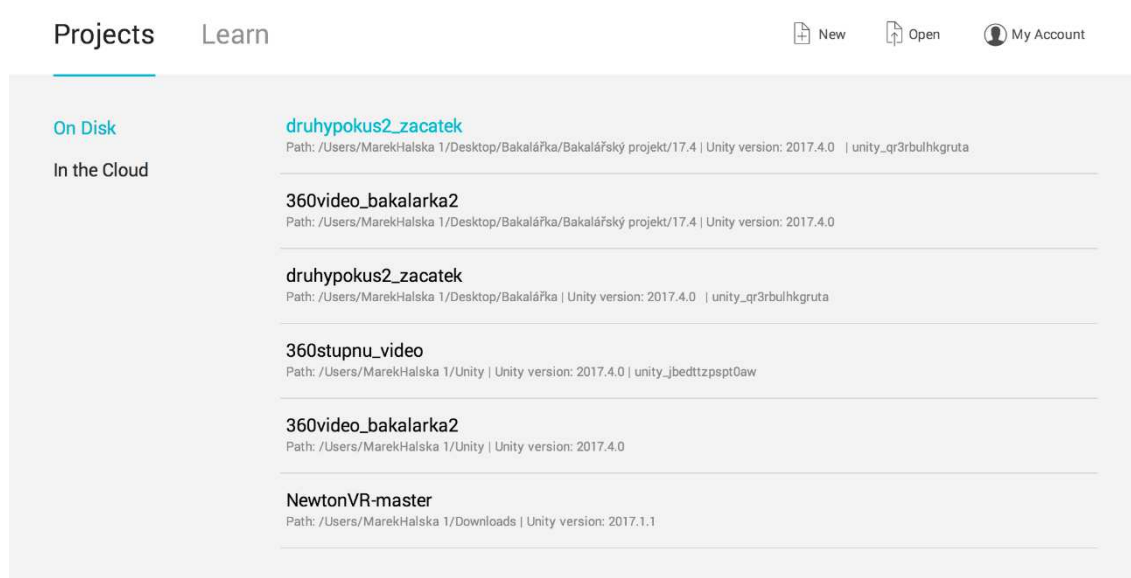 Projects Learn New Open My Account
On Disk
In the Cloud
druhypokus2_zacatek
Path: /Users/MarekHalska 1/Desktop/Bakalářka/Bakalářský projekt/17.4 | Unity version: 2017.4.0 | unity_qr3rbulhkgruta
360video_bakalarka2
Path: /Users/MarekHalska 1/Desktop/Bakalářka/Bakalářský projekt/17.4 | Unity version: 2017.4.0
druhypokus2_zacatek
Path: /Users/MarekHalska 1/Desktop/Bakalářka | Unity version: 2017.4.0 | unity_qr3rbulhkgruta
360stupnu_video
Path: /Users/MarekHalska 1/Unity | Unity version: 2017.4.0 | unity_jbedttzpspt0aw
360video_bakalarka2
Path: /Users/MarekHalska 1/Unity | Unity version: 2017.4.0
NewtonVR-master
Path: /Users/MarekHalska 1/Downloads | Unity version: 2017.1.1